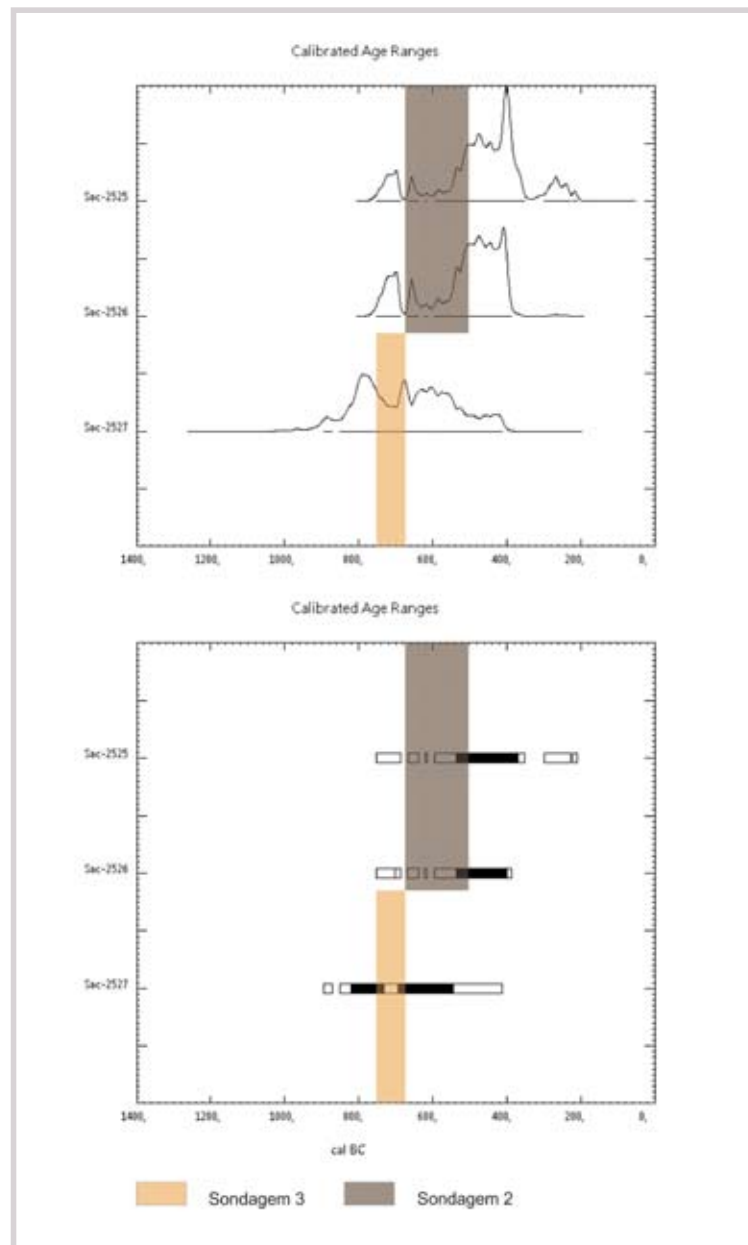 Calibrated Age Ranges
Sac-2525
Sac-2526
Sac-2527
1400, 1200, 1000, 800, 600, 400, 200, 0,
Calibrated Age Ranges
Sac-2525
Sac-2526
Sac-2527
1400, 1200, 1000, 800, 600, 400, 200, 0,
cal BC
Sondagem 3 Sondagem 2